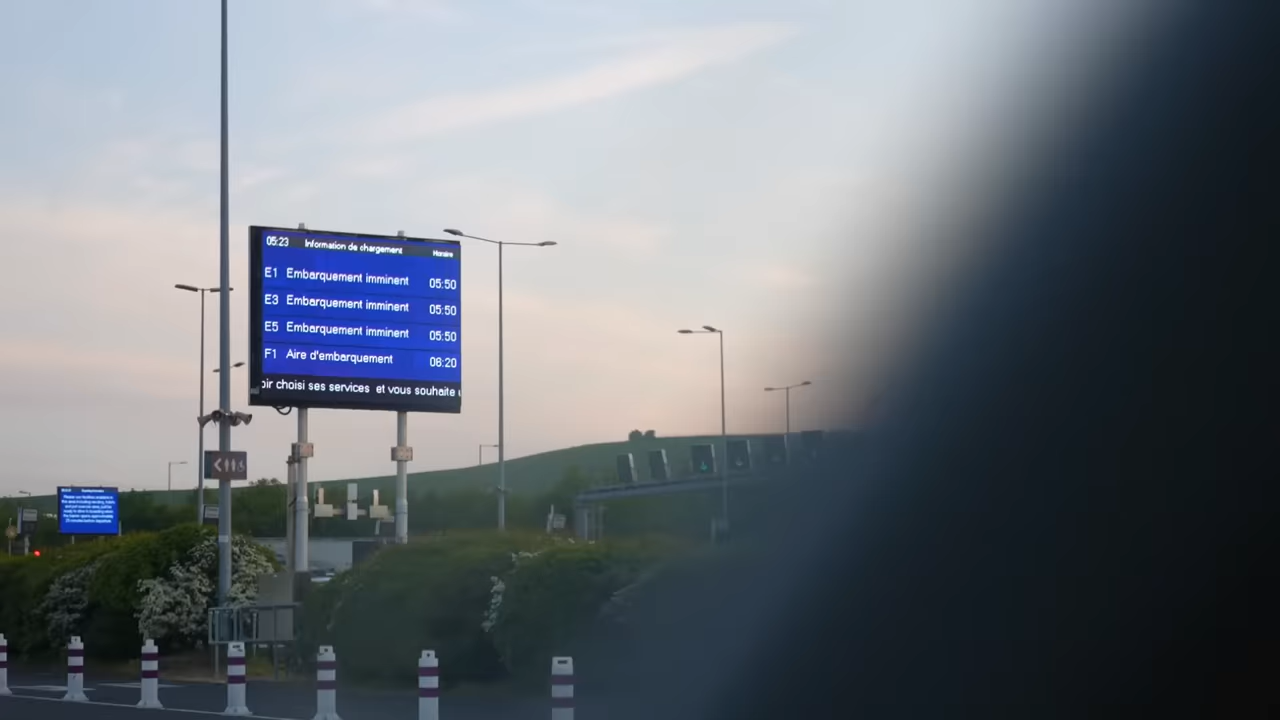 05:23 Information de chargement Horaire
E1 Embarquement imminent 05:50
E3 Embarquement imminent 05:50
E5 Embarquement imminent 05:50
F1 Aire d'embarquement 06:20
oir choisi ses services et vous souhaite